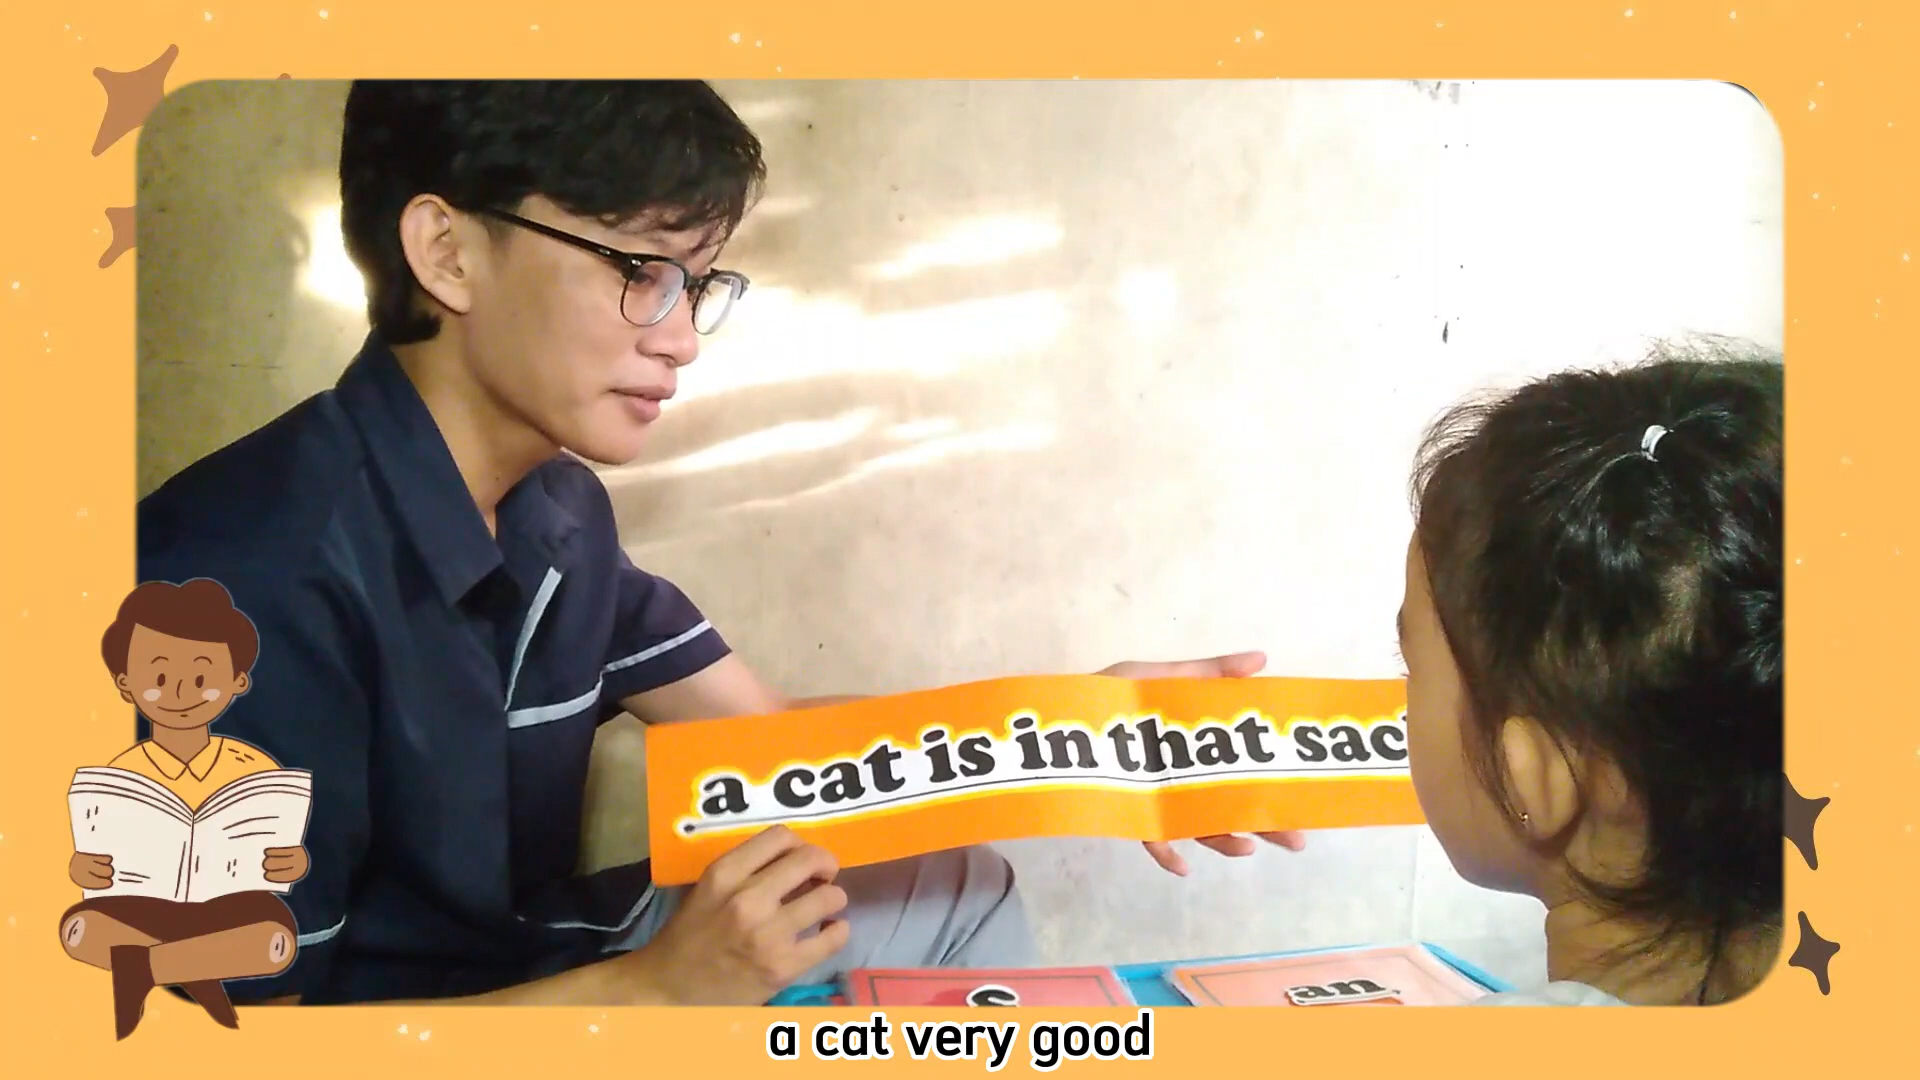 a cat is in that sac
s
an
a cat very good